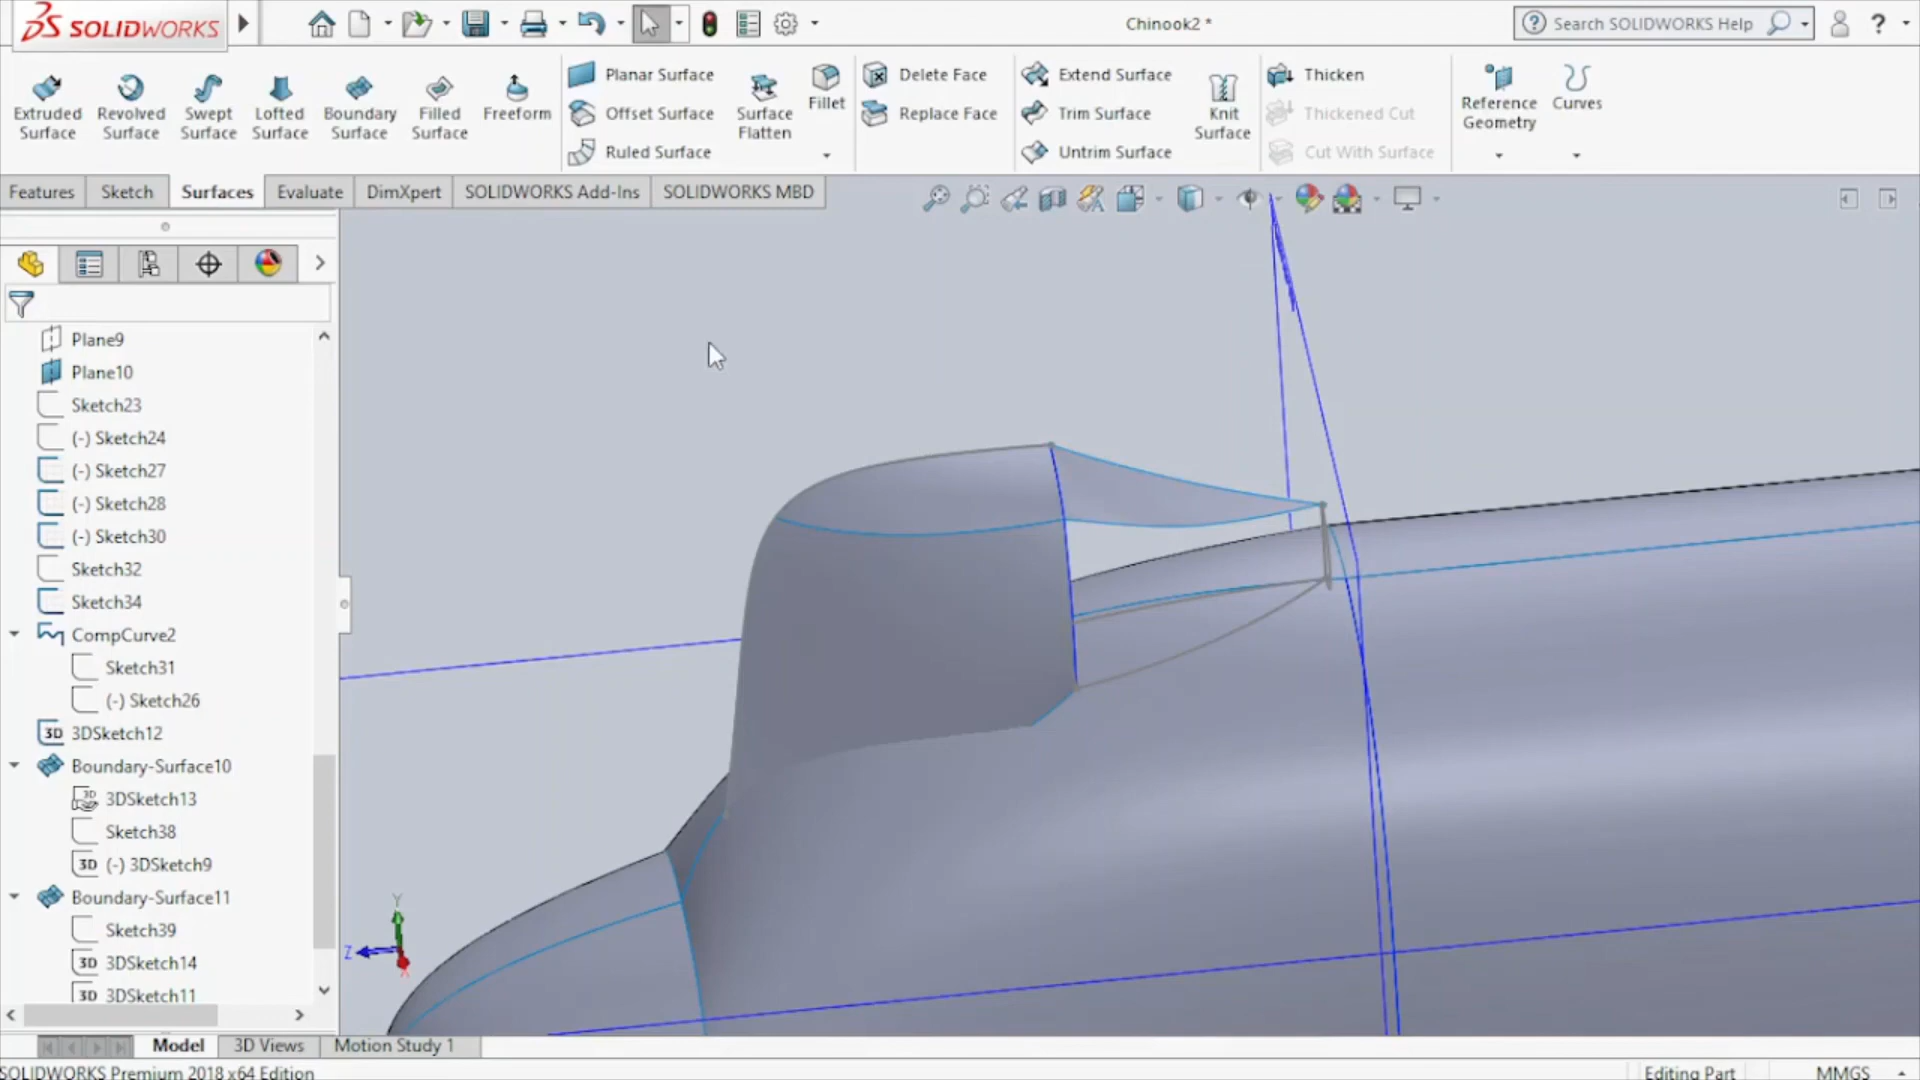 SOLIDWORKS
Chinook2 *
Search SOLIDWORKS Help
?
Extruded Surface
Revolved Surface
Swept Surface
Lofted Surface
Boundary Surface
Filled Surface
Freeform
Planar Surface
Offset Surface
Ruled Surface
Surface Flatten
Fillet
Delete Face
Replace Face
Extend Surface
Trim Surface
Untrim Surface
Knit Surface
Thicken
Thickened Cut
Cut With Surface
Reference Geometry
Curves
Features
Sketch
Surfaces
Evaluate
DimXpert
SOLIDWORKS Add-Ins
SOLIDWORKS MBD
Plane9
Plane10
Sketch23
(-) Sketch24
(-) Sketch27
(-) Sketch28
(-) Sketch30
Sketch32
Sketch34
CompCurve2
Sketch31
(-) Sketch26
3D 3DSketch12
Boundary-Surface10
3D 3DSketch13
Sketch38
3D (-) 3DSketch9
Boundary-Surface11
Sketch39
3D 3DSketch14
3D 3DSketch11
Y
Z
X
Model
3D Views
Motion Study 1
SOLIDWORKS Premium 2018 x64 Edition
Editing Part
MMGS